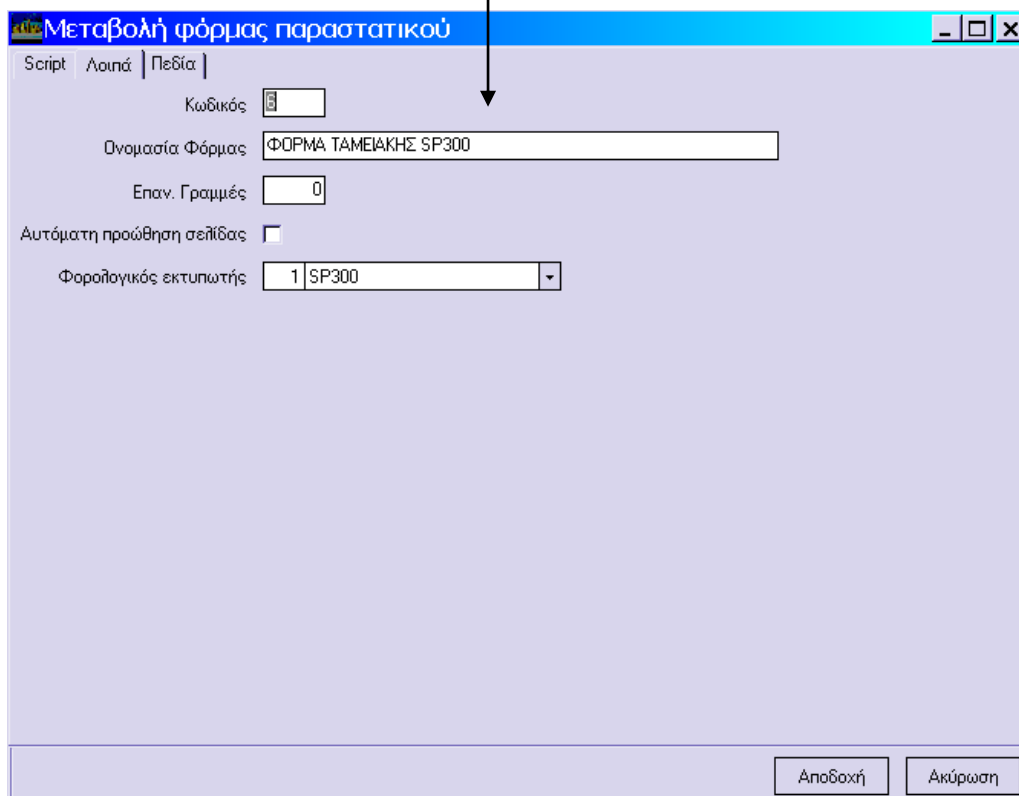 Μεταβολή φόρμας παραστατικού
Script Λοιπά Πεδία
Κωδικός 6
Ονομασία Φόρμας ΦΟΡΜΑ ΤΑΜΕΙΑΚΗΣ SP300
Επαν. Γραμμές 0
Αυτόματη προώθηση σελίδας
Φορολογικός εκτυπωτής 1 SP300
Αποδοχή Ακύρωση